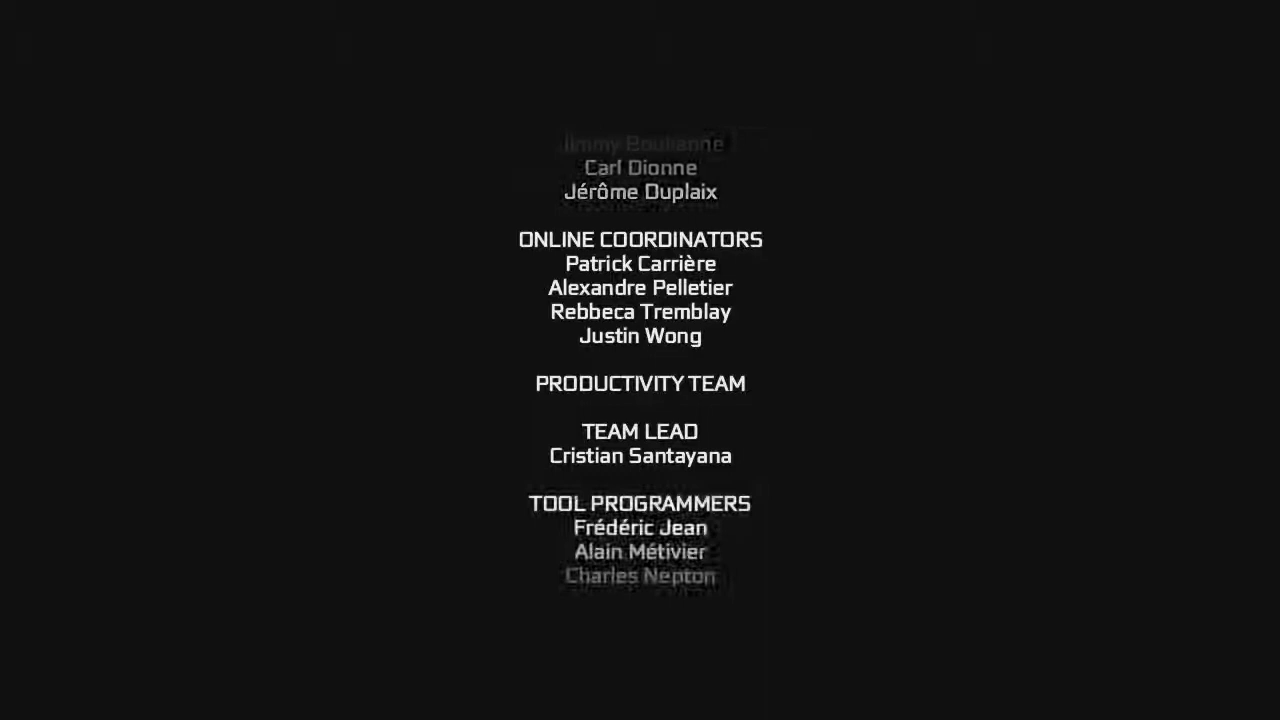 Jimmy
Carl Dionne
Jérôme Duplaix
ONLINE COORDINATORS
Patrick Carrière
Alexandre Pelletier
Rebbeca Tremblay
Justin Wong
PRODUCTIVITY TEAM
TEAM LEAD
Cristian Santayana
TOOL PROGRAMMERS
Frédéric Jean
Alain Métivier
Charles Nepton